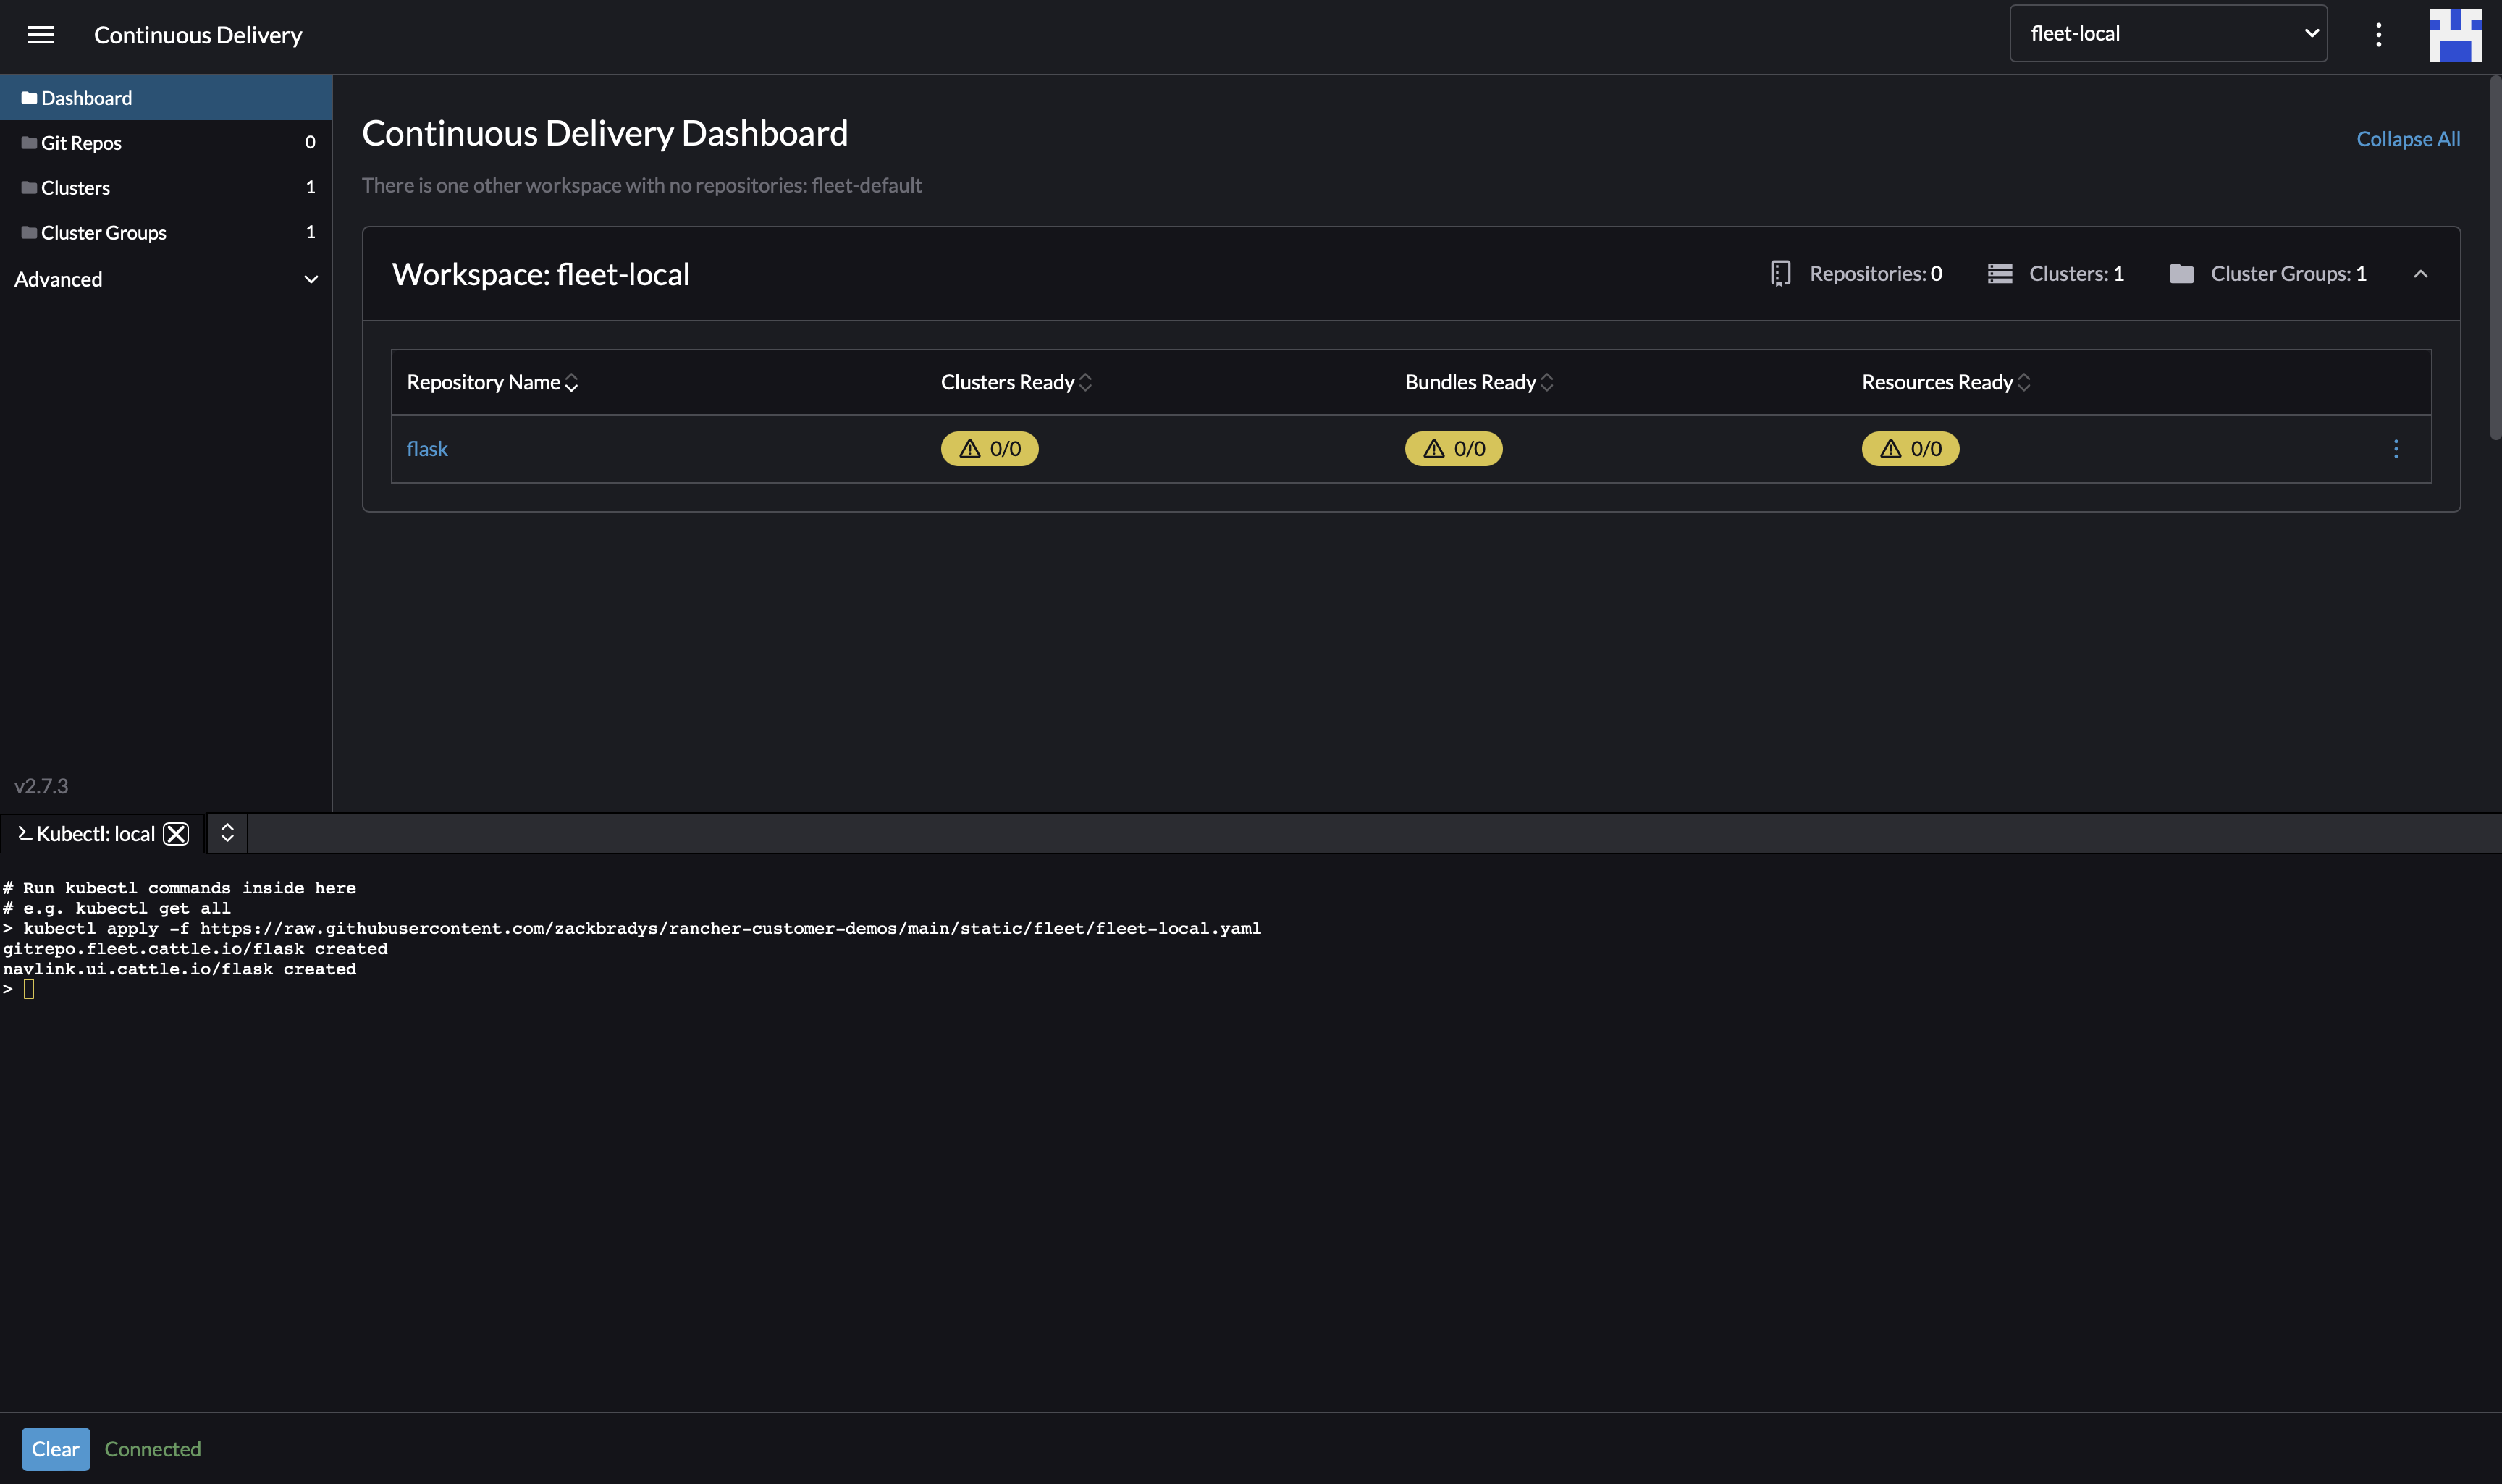 Continuous Delivery
fleet-local
Dashboard
Git Repos 0
Clusters 1
Cluster Groups 1
Advanced
v2.7.3
Continuous Delivery Dashboard
Collapse All
There is one other workspace with no repositories: fleet-default
Workspace: fleet-local
Repositories: 0 Clusters: 1 Cluster Groups: 1
Repository Name Clusters Ready Bundles Ready Resources Ready
flask 0/0 0/0 0/0
Kubectl: local
# Run kubectl commands inside here
# e.g. kubectl get all
> kubectl apply -f https://raw.githubusercontent.com/zackbradys/rancher-customer-demos/main/static/fleet/fleet-local.yaml
gitrepo.fleet.cattle.io/flask created
navlink.ui.cattle.io/flask created
>
Clear Connected